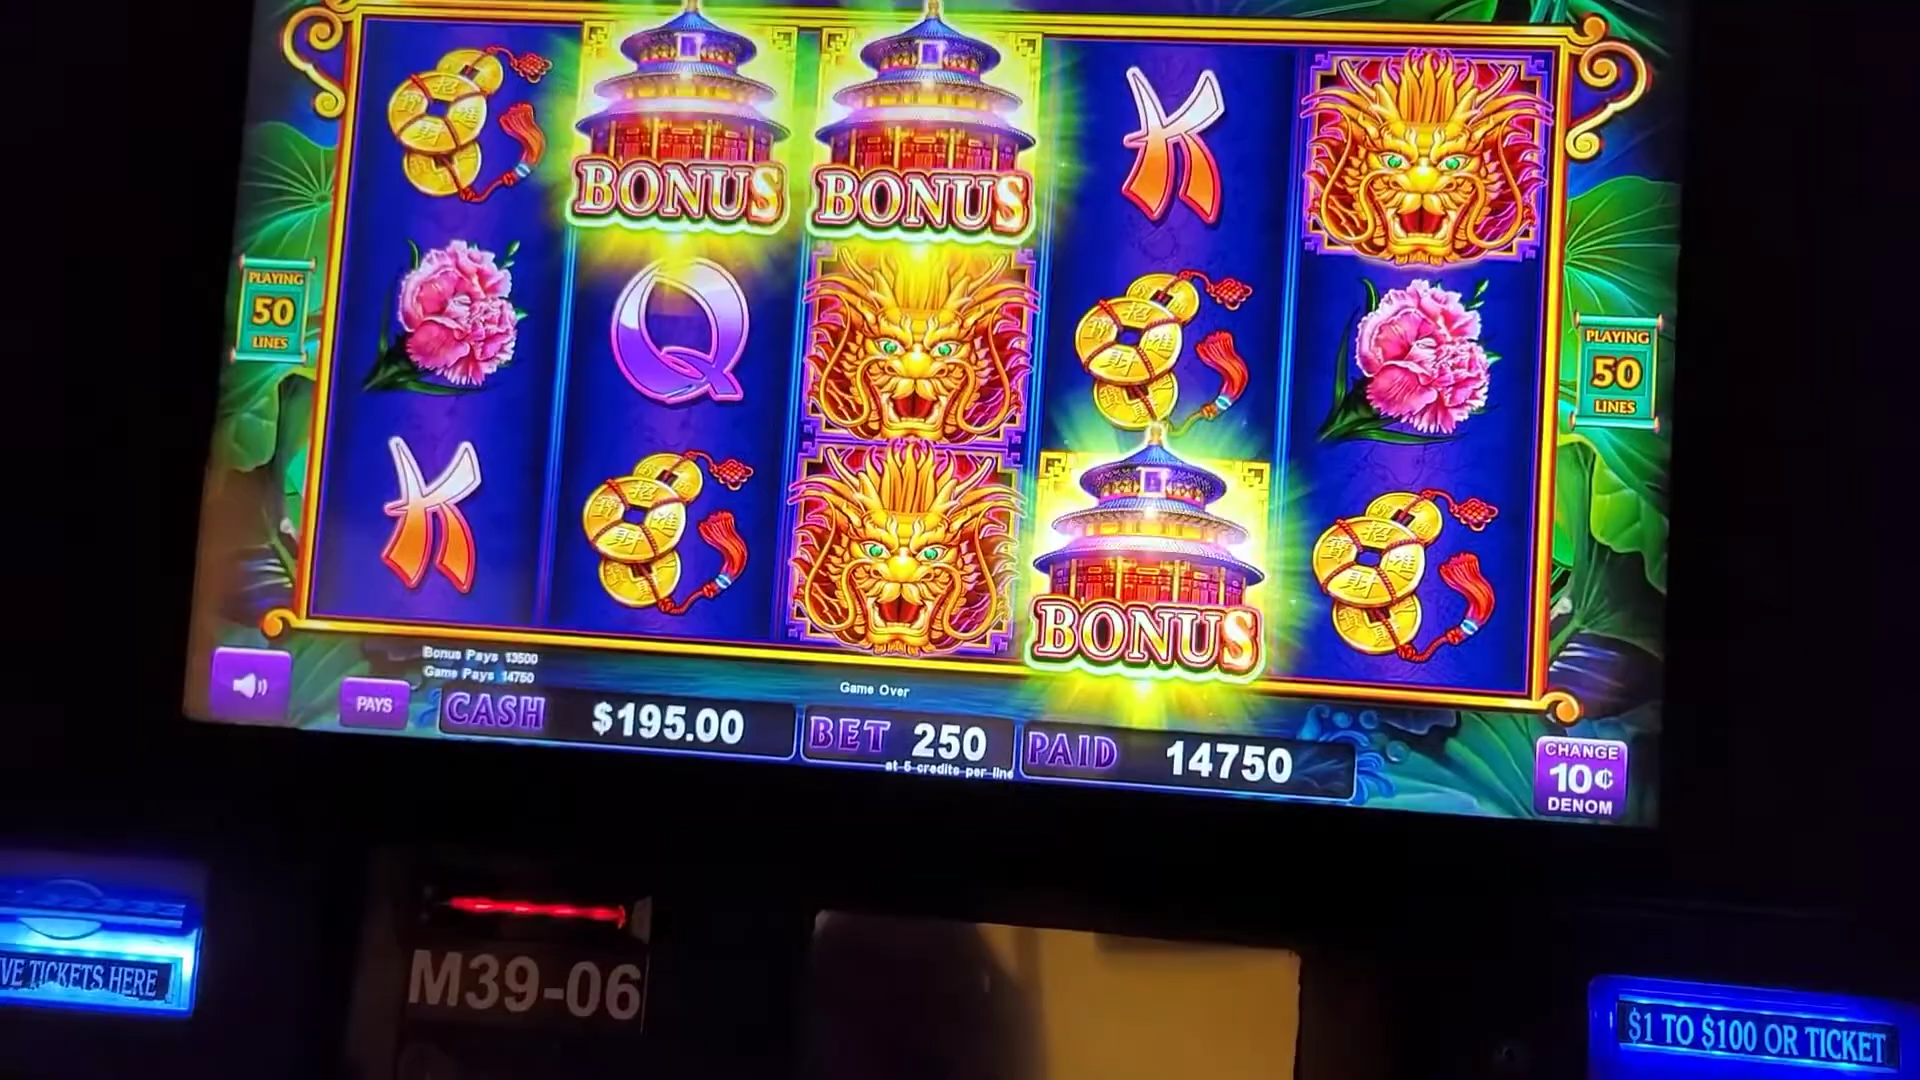 BONUS
BONUS
K
PLAYING
50
LINES
Q
PLAYING
50
LINES
K
BONUS
Bonus Pays 13500
Game Pays 14750
Game Over
PAYS
CASH $195.00
BET 250
at 5 credits per line
PAID 14750
CHANGE
10¢
DENOM
VE TICKETS HERE
M39-06
$1 TO $100 OR TICKET